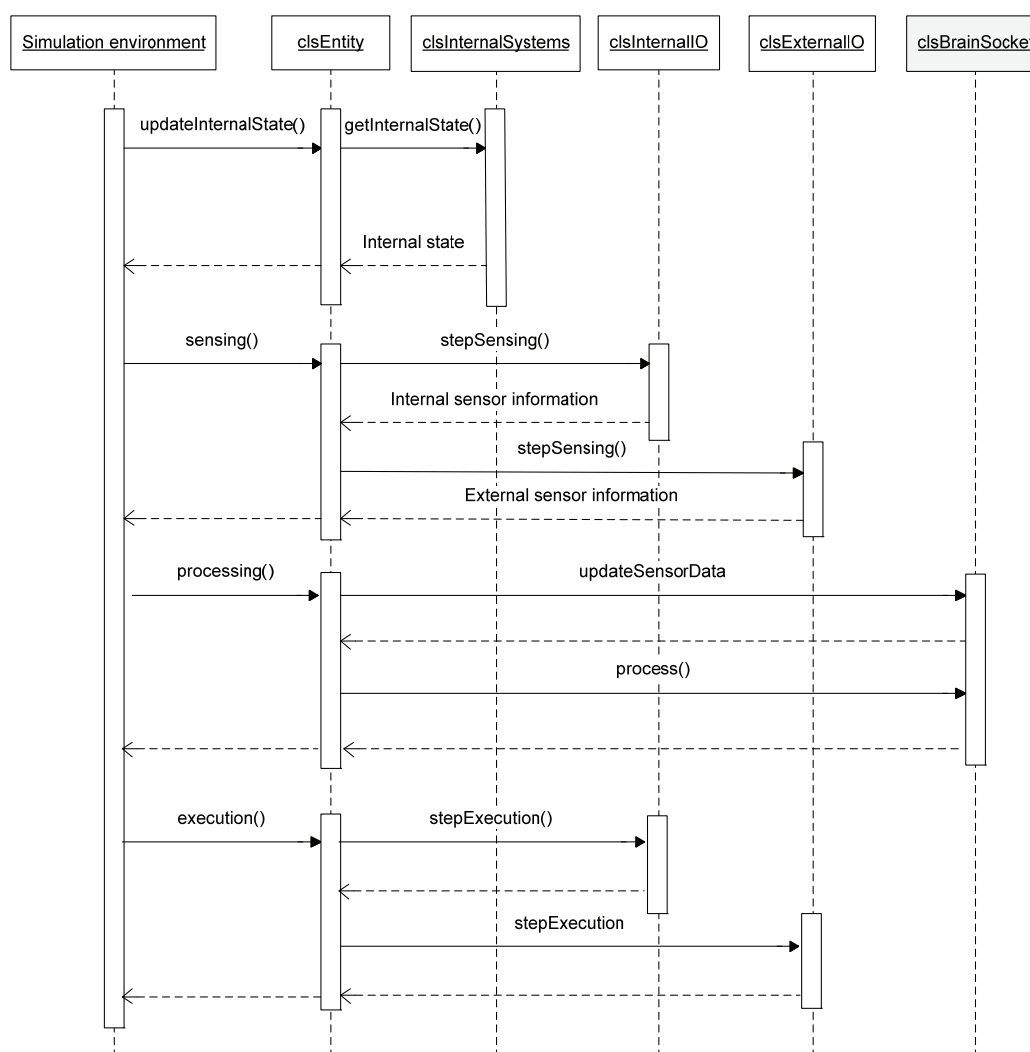 Simulation environment
clsEntity
clsInternalSystems
clsInternalIO
clsExternalIO
clsBrainSocke
updateInternalState()
getInternalState()
Internal state
sensing()
stepSensing()
Internal sensor information
stepSensing()
External sensor information
processing()
updateSensorData
process()
execution()
stepExecution()
stepExecution